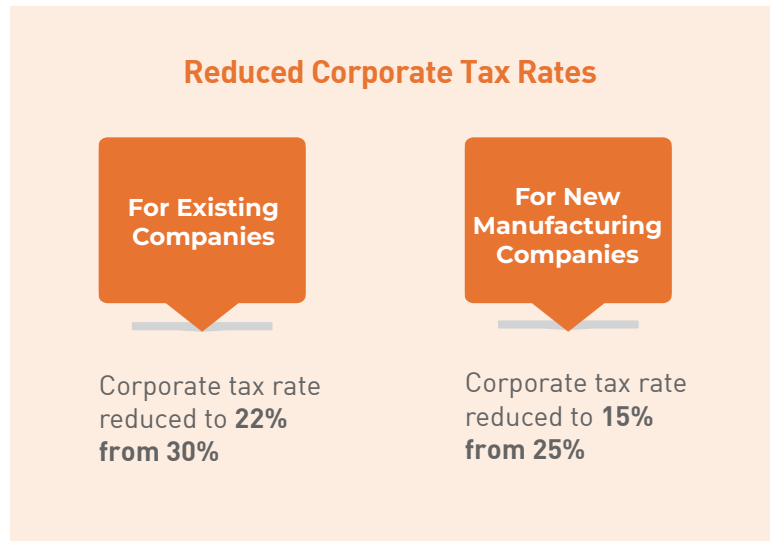 Reduced Corporate Tax Rates
For Existing
Companies
Corporate tax rate
reduced to 22%
from 30%
For New
Manufacturing
Companies
Corporate tax rate
reduced to 15%
from 25%